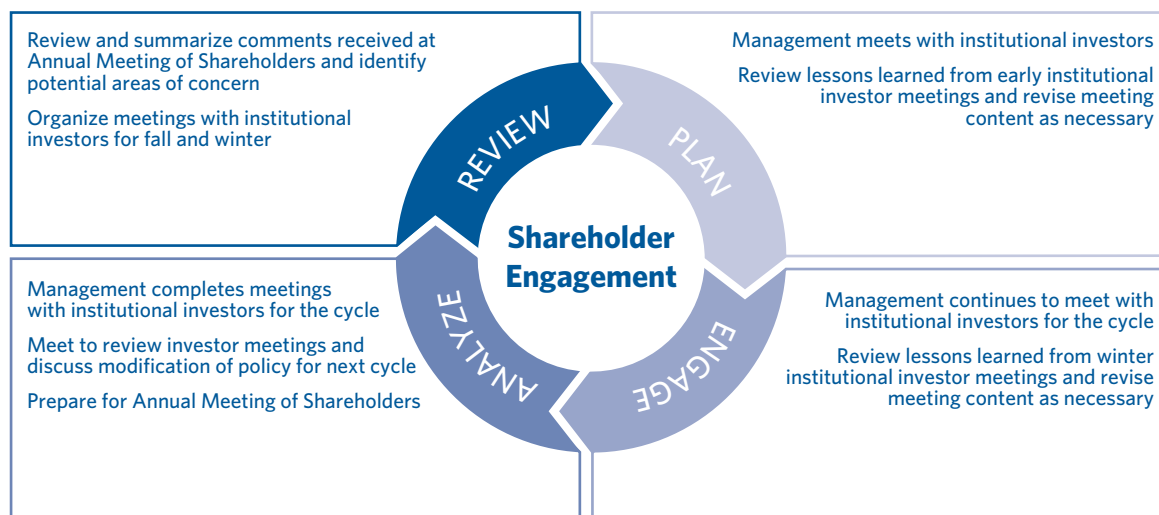 Review and summarize comments received at
Annual Meeting of Shareholders and identify
potential areas of concern
Organize meetings with institutional
investors for fall and winter
Management meets with institutional investors
Review lessons learned from early institutional
investor meetings and revise meeting
content as necessary
REVIEW
PLAN
Shareholder
Engagement
ANALYZE
ENGAGE
Management completes meetings
with institutional investors for the cycle
Meet to review investor meetings and
discuss modification of policy for next cycle
Prepare for Annual Meeting of Shareholders
Management continues to meet with
institutional investors for the cycle
Review lessons learned from winter
institutional investor meetings and revise
meeting content as necessary